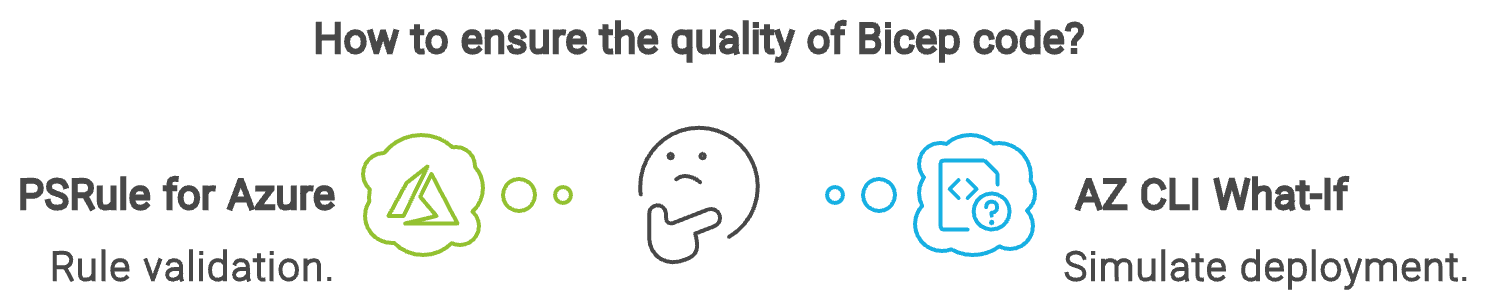 How to ensure the quality of Bicep code?
PSRule for Azure
Rule validation.
AZ CLI What-If
Simulate deployment.